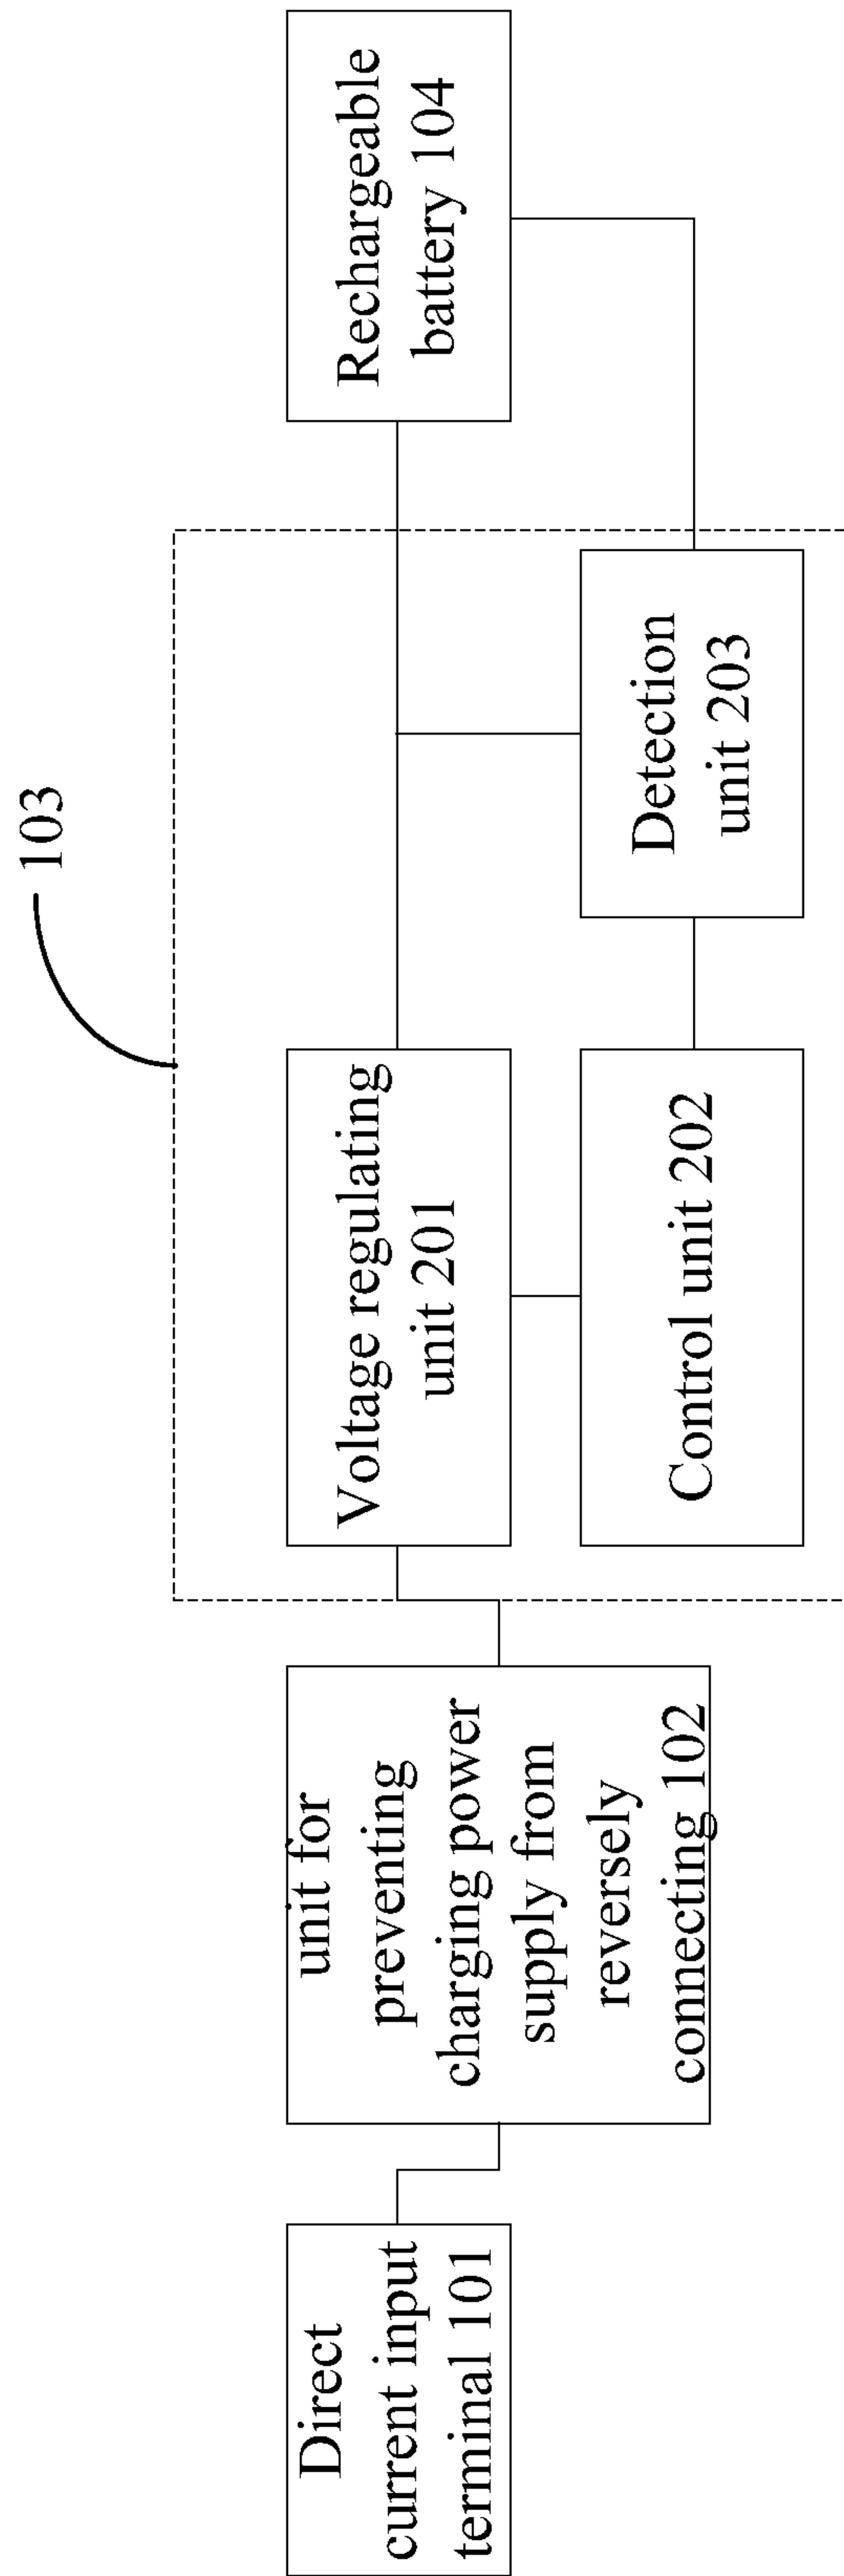 103
Direct
current input
terminal 101
unit for
preventing
charging power
supply from
reversely
connecting 102
Voltage regulating
unit 201
Control unit 202
Detection
unit 203
Rechargeable
battery 104